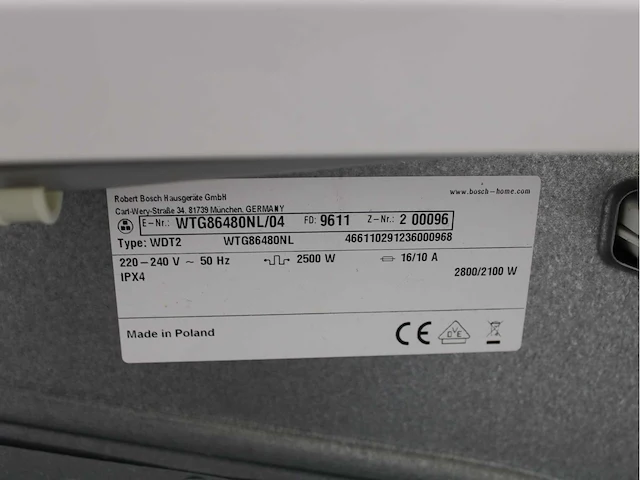 Robert Bosch Hausgeräte GmbH
www.bosch-home.com
Carl-Wery-Straße 34, 81739 München, GERMANY
E-Nr.: WTG86480NL/04 FD: 9611 Z-Nr.: 2 00096
Type: WDT2 WTG86480NL 466110291236000968
220-240 V ~ 50 Hz 2500 W 16/10 A
IPX4 2800/2100 W
Made in Poland CE VDE